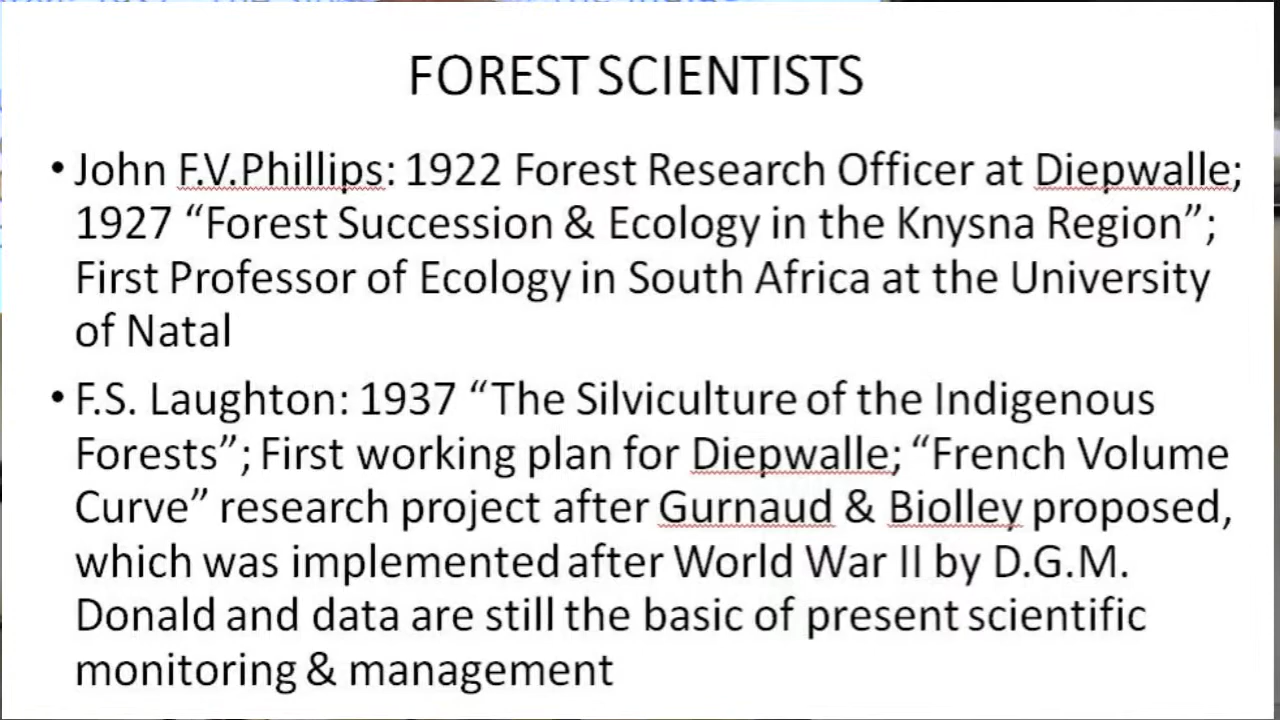 FOREST SCIENTISTS
• John F.V.Phillips: 1922 Forest Research Officer at Diepwalle;
1927 “Forest Succession & Ecology in the Knysna Region”;
First Professor of Ecology in South Africa at the University
of Natal
• F.S. Laughton: 1937 “The Silviculture of the Indigenous
Forests”; First working plan for Diepwalle; “French Volume
Curve” research project after Gurnaud & Biolley proposed,
which was implemented after World War II by D.G.M.
Donald and data are still the basic of present scientific
monitoring & management